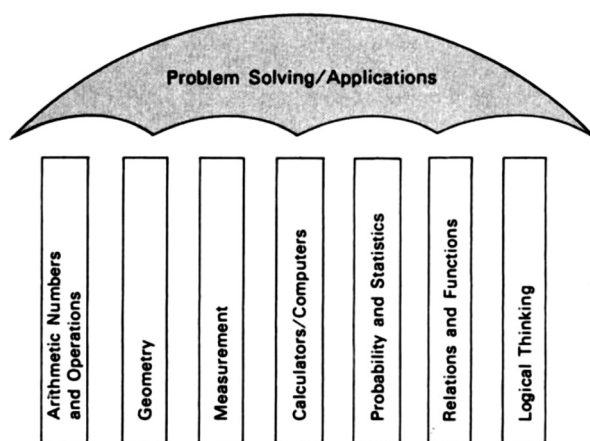 Problem Solving/Applications
Arithmetic Numbers
and Operations
Geometry
Measurement
Calculators/Computers
Probability and Statistics
Relations and Functions
Logical Thinking